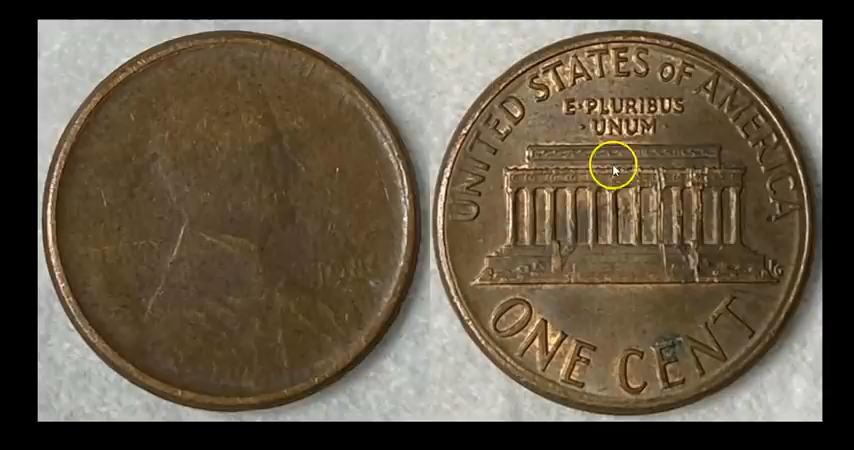 UNITED STATES OF AMERICA
E·PLURIBUS
·UNUM·
ONE CENT